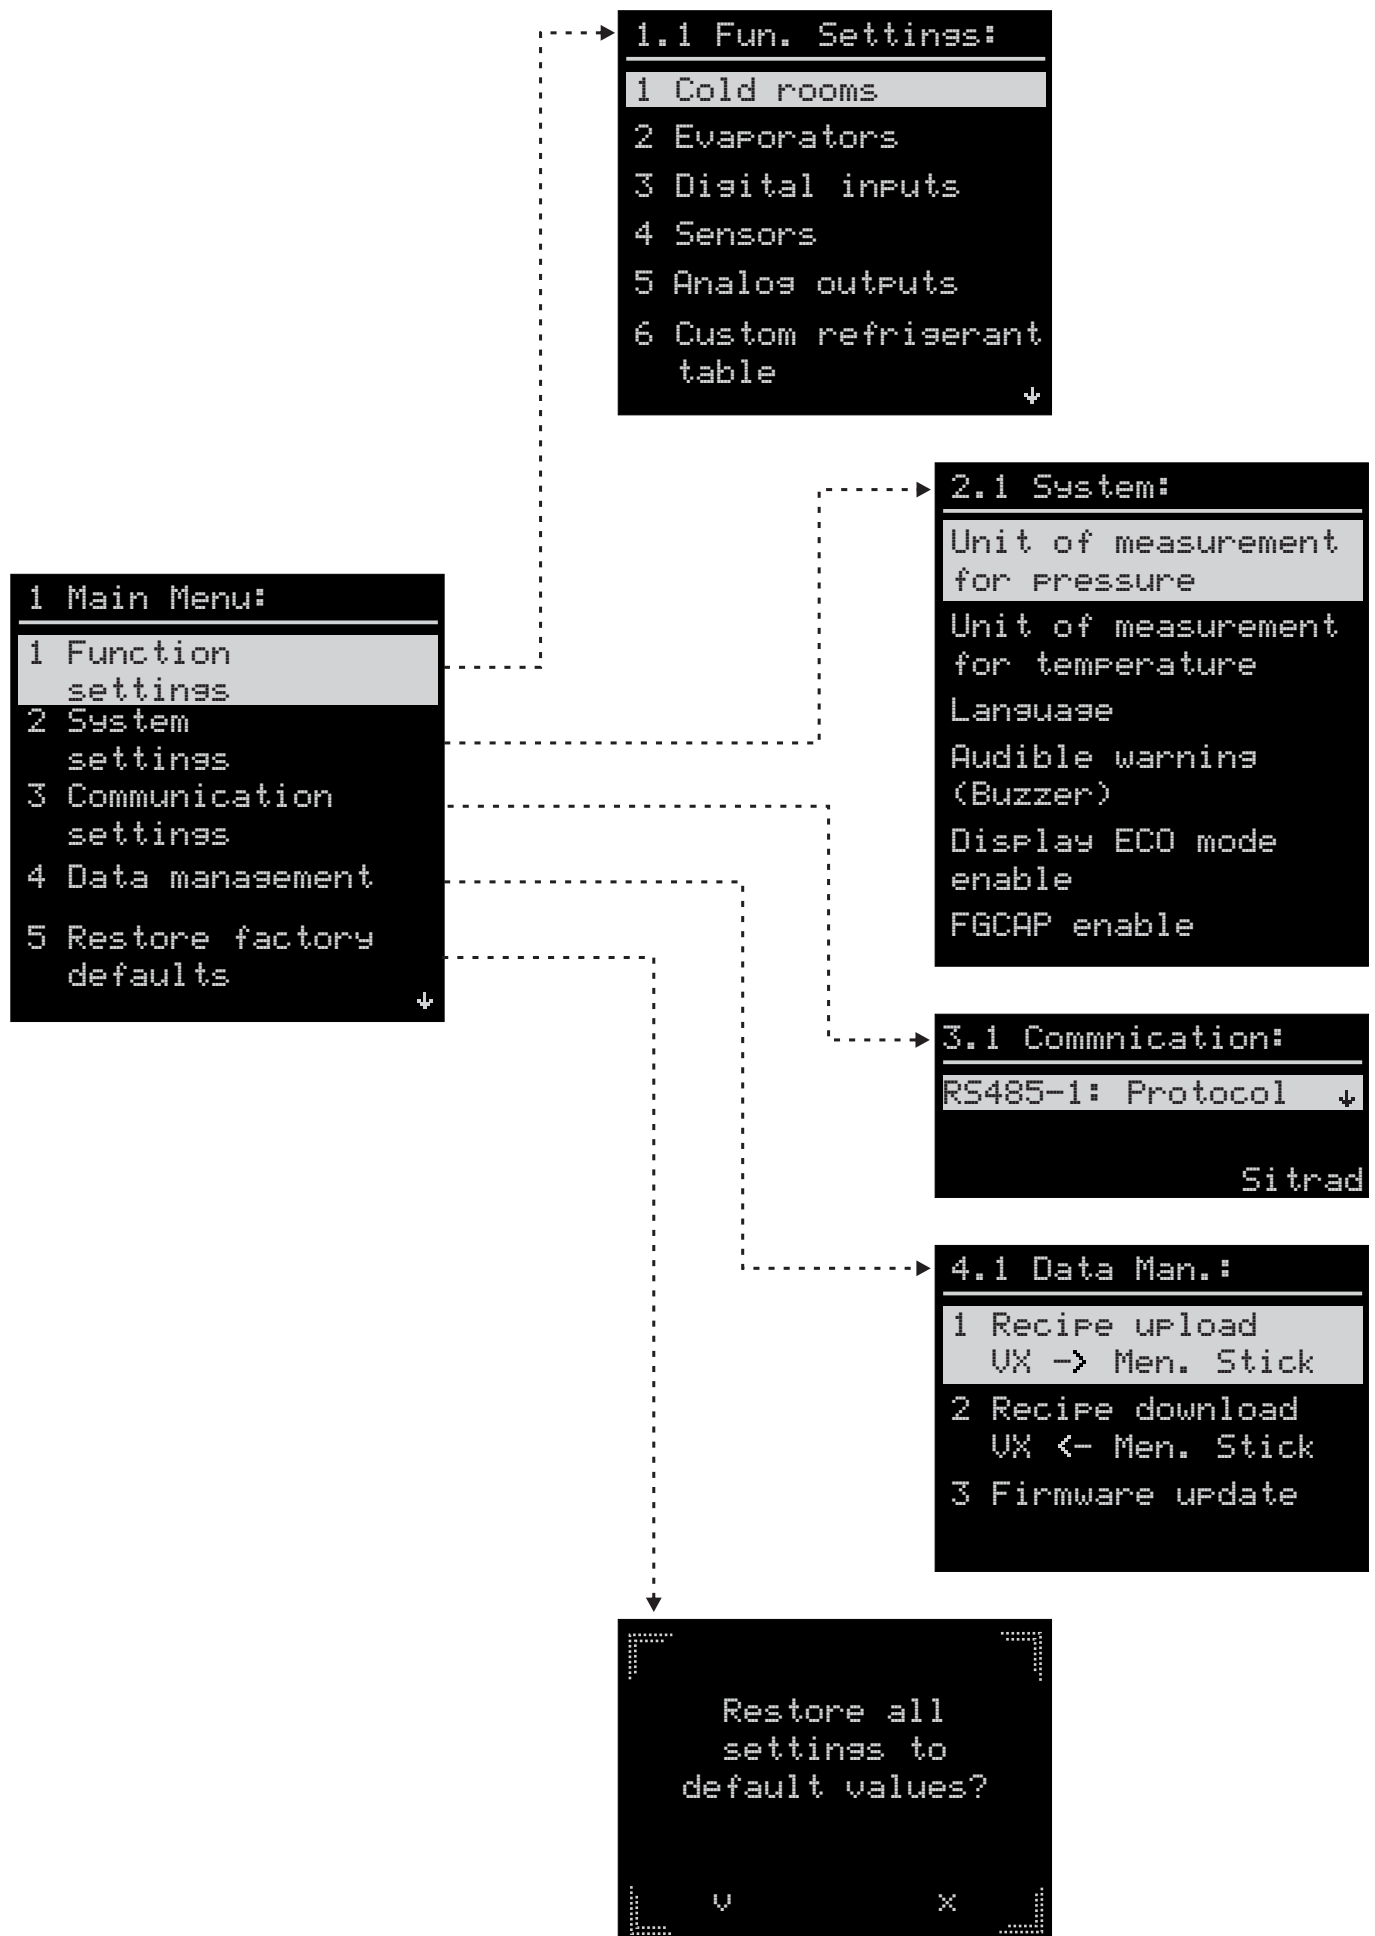 1.1 Fun. Settings:
1 Cold rooms
2 Evaporators
3 Digital inputs
4 Sensors
5 Analog outputs
6 Custom refrigerant
table
2.1 System:
Unit of measurement
for pressure
Unit of measurement
for temperature
Language
Audible warning
(Buzzer)
Display ECO mode
enable
FGCAP enable
1 Main Menu:
1 Function
settings
2 System
settings
3 Communication
settings
4 Data management
5 Restore factory
defaults
3.1 Commnication:
RS485-1: Protocol ↓
Sitrad
4.1 Data Man.:
1 Recipe upload
VX -> Men. Stick
2 Recipe download
VX <- Men. Stick
3 Firmware update
Restore all
settings to
default values?
V X